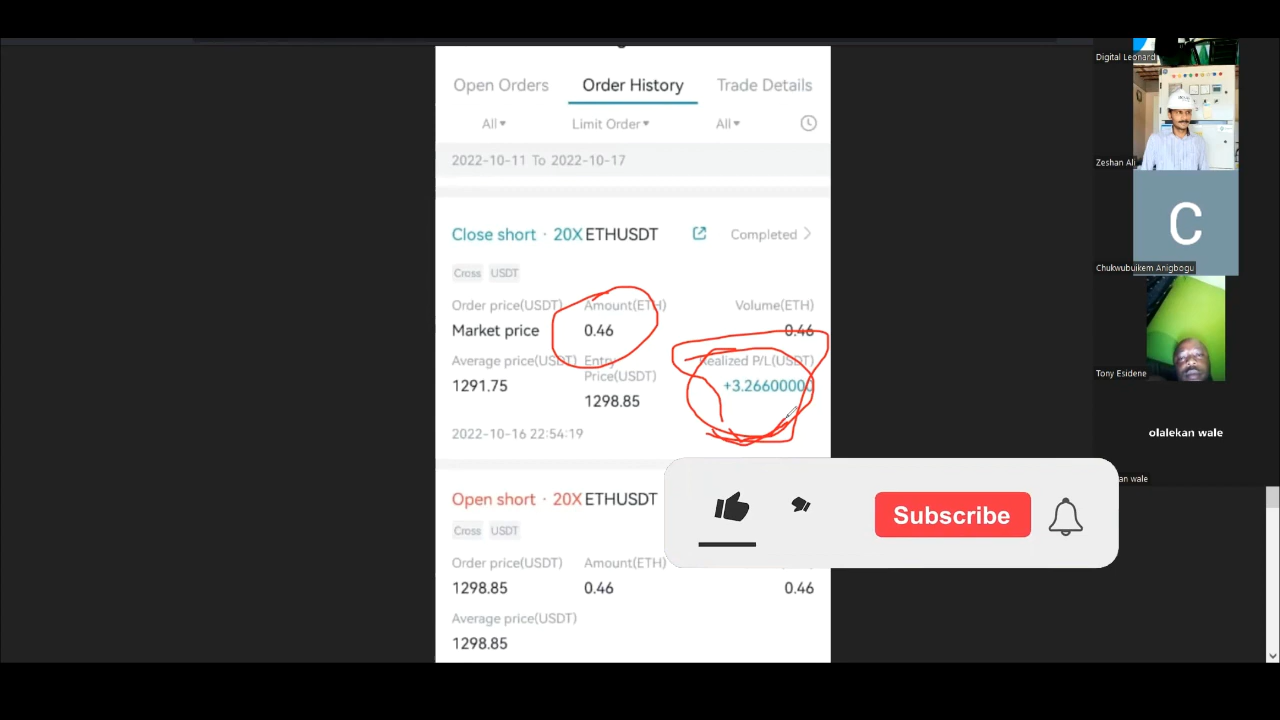 Open Orders Order History Trade Details
All Limit Order All
2022-10-11 To 2022-10-17
Close short · 20X ETHUSDT Completed
Cross USDT
Order price(USDT) Amount(ETH) Volume(ETH)
Market price 0.46 0.46
Average price(USDT) Entry Price(USDT) Realized P/L(USDT)
1291.75 1298.85 +3.26600000
2022-10-16 22:54:19
Open short · 20X ETHUSDT
Cross USDT
Order price(USDT) Amount(ETH)
1298.85 0.46 0.46
Average price(USDT)
1298.85
Subscribe
Digital Leonard
Zeshan Ali
C
Chukwubuikem Anigbogu
Tony Esidene
olalekan wale
an wale